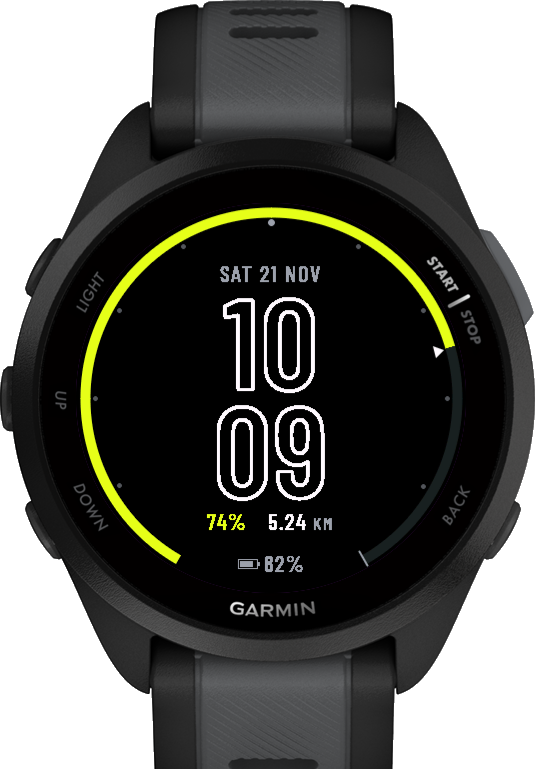 LIGHT
START
STOP
UP
DOWN
BACK
SAT 21 NOV
10
09
74% 5.24 KM
82%
GARMIN